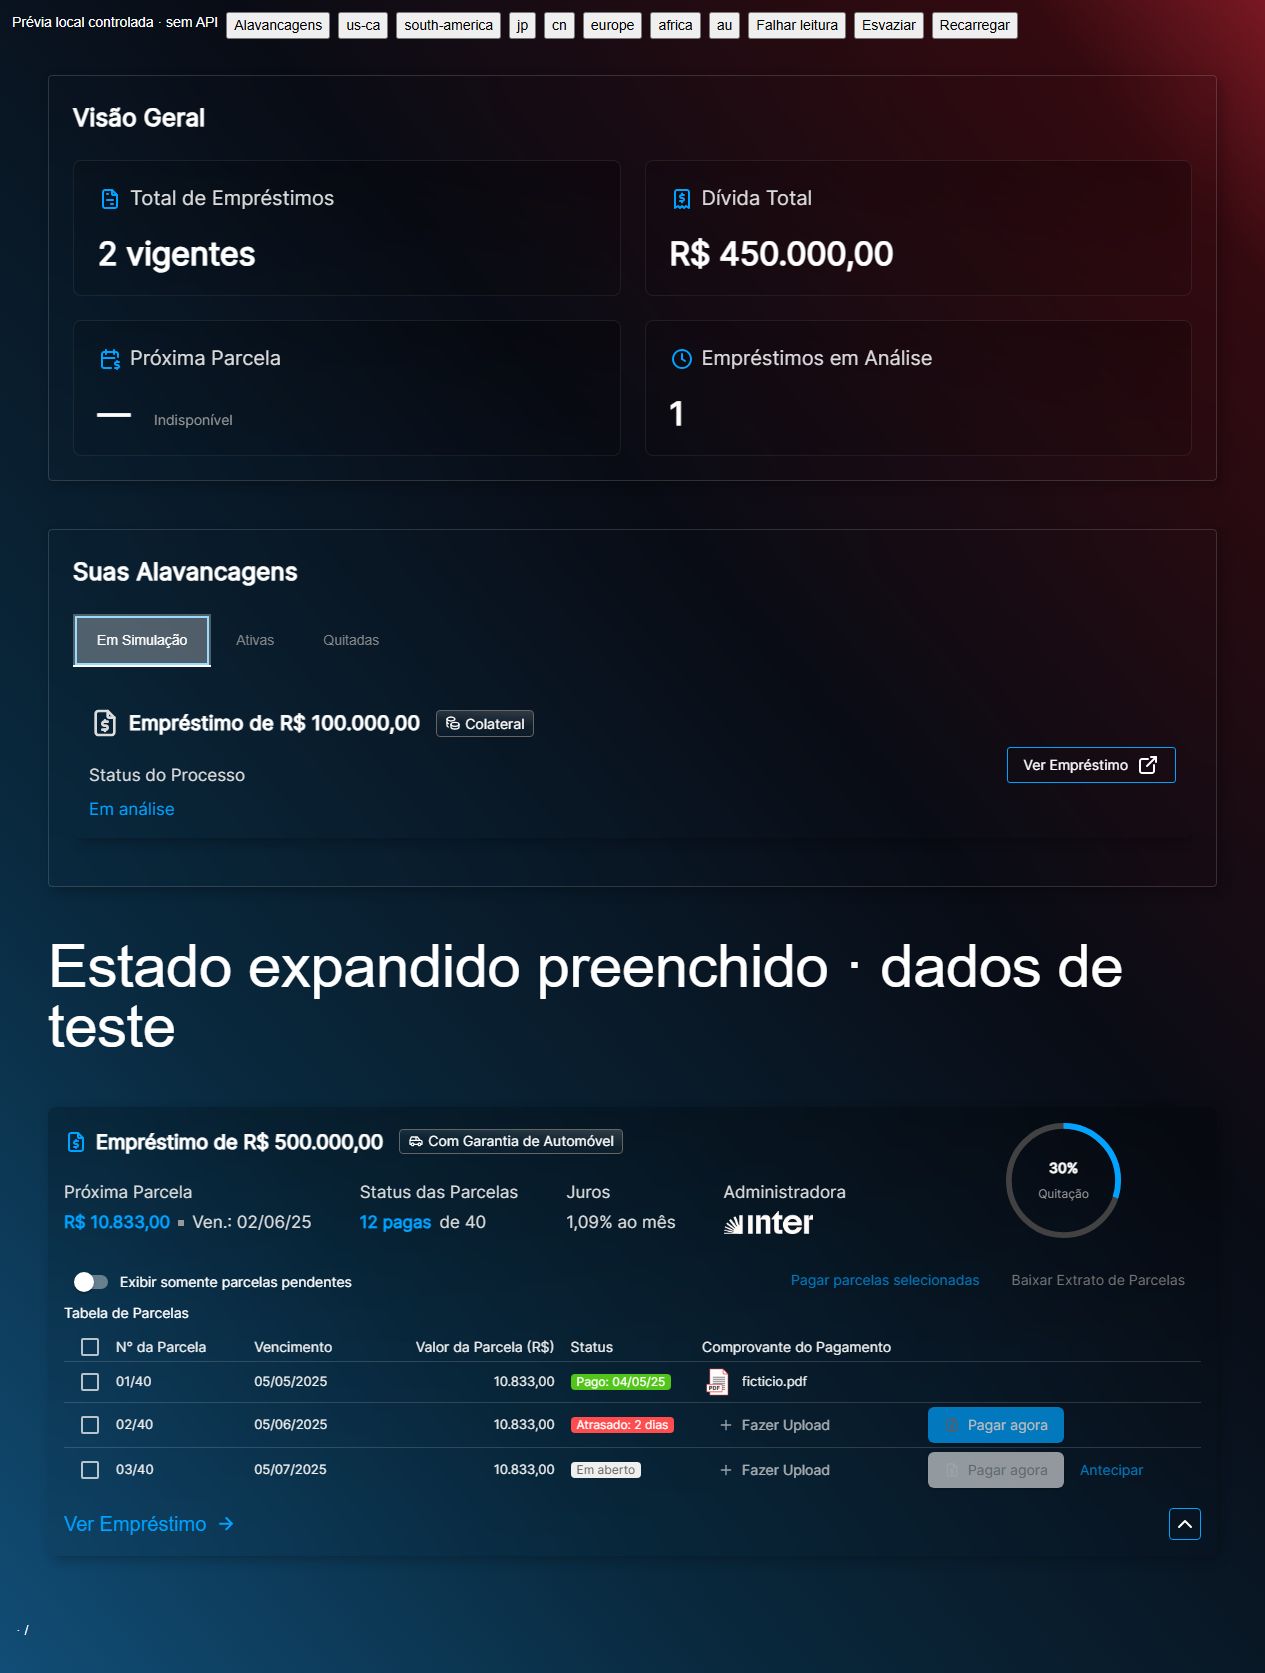 Prévia local controlada · sem API Alavancagens us-ca south-america jp cn europe africa au Falhar leitura Esvaziar Recarregar
Visão Geral
Total de Empréstimos
2 vigentes
Dívida Total
R$ 450.000,00
Próxima Parcela
— Indisponível
Empréstimos em Análise
1
Suas Alavancagens
Em Simulação Ativas Quitadas
Empréstimo de R$ 100.000,00 Colateral
Status do Processo
Em análise
Ver Empréstimo
Estado expandido preenchido · dados de
teste
Empréstimo de R$ 500.000,00 Com Garantia de Automóvel
Próxima Parcela Status das Parcelas Juros Administradora
R$ 10.833,00 Ven.: 02/06/25 12 pagas de 40 1,09% ao mês inter
30%
Quitação
Exibir somente parcelas pendentes Pagar parcelas selecionadas Baixar Extrato de Parcelas
Tabela de Parcelas
Nº da Parcela Vencimento Valor da Parcela (R$) Status Comprovante do Pagamento
01/40 05/05/2025 10.833,00 Pago: 04/05/25 PDF ficticio.pdf
02/40 05/06/2025 10.833,00 Atrasado: 2 dias + Fazer Upload Pagar agora
03/40 05/07/2025 10.833,00 Em aberto + Fazer Upload Pagar agora Antecipar
Ver Empréstimo →
· /